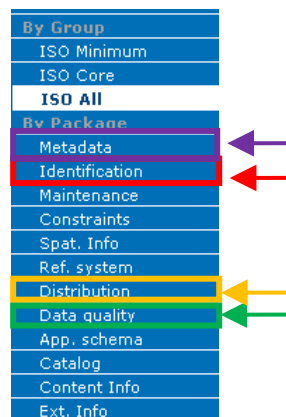 By Group
ISO Minimum
ISO Core
ISO All
By Package
Metadata
Identification
Maintenance
Constraints
Spat. Info
Ref. system
Distribution
Data quality
App. schema
Catalog
Content Info
Ext. Info